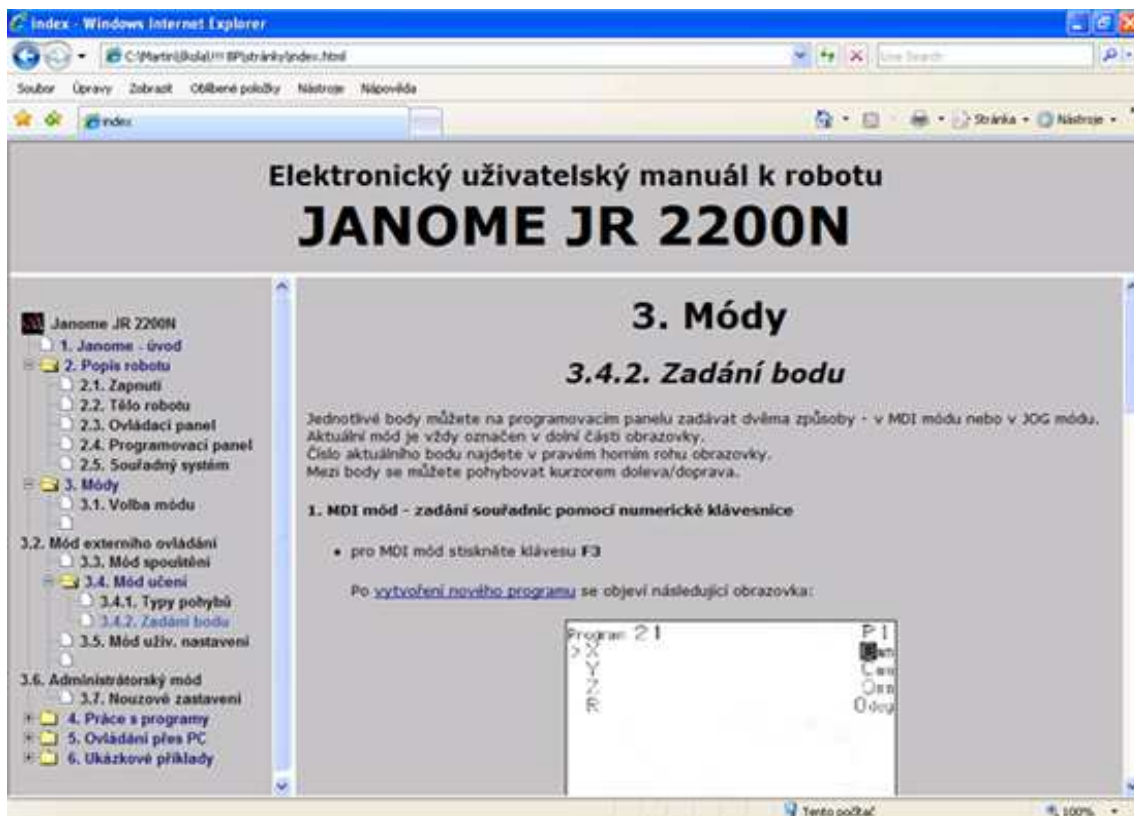 Index - Windows Internet Explorer
index.html
Live Search
Soubor Úpravy Zobrazit Oblíbené položky Nástroje Nápověda
index
Stránka Nástroje
Elektronický uživatelský manuál k robotu
JANOME JR 2200N
Janome JR 2200N
1. Janome - úvod
2. Popis robotu
2.1. Zapnutí
2.2. Tělo robotu
2.3. Ovládací panel
2.4. Programovací panel
2.5. Souřadný systém
3. Módy
3.1. Volba módu
3.2. Mód externího ovládání
3.3. Mód spouštění
3.4. Mód učení
3.4.1. Typy pohybů
3.4.2. Zadání bodu
3.5. Mód uživ. nastavení
3.6. Administrátorský mód
3.7. Nouzové zastavení
4. Práce s programy
5. Ovládání přes PC
6. Ukázkové příklady
3. Módy
3.4.2. Zadání bodu
Jednotlivé body můžete na programovacím panelu zadávat dvěma způsoby - v MDI módu nebo v JOG módu.
Aktuální mód je vždy označen v dolní části obrazovky.
Číslo aktuálního bodu najdete v pravém horním rohu obrazovky.
Mezi body se můžete pohybovat kurzorem doleva/doprava.
1. MDI mód - zadání souřadnic pomocí numerické klávesnice
• pro MDI mód stiskněte klávesu F3
Po vytvoření nového programu se objeví následující obrazovka:
Program 21 P1
>X
Y
Z 0mm
R 0deg
Tento počítač 100%